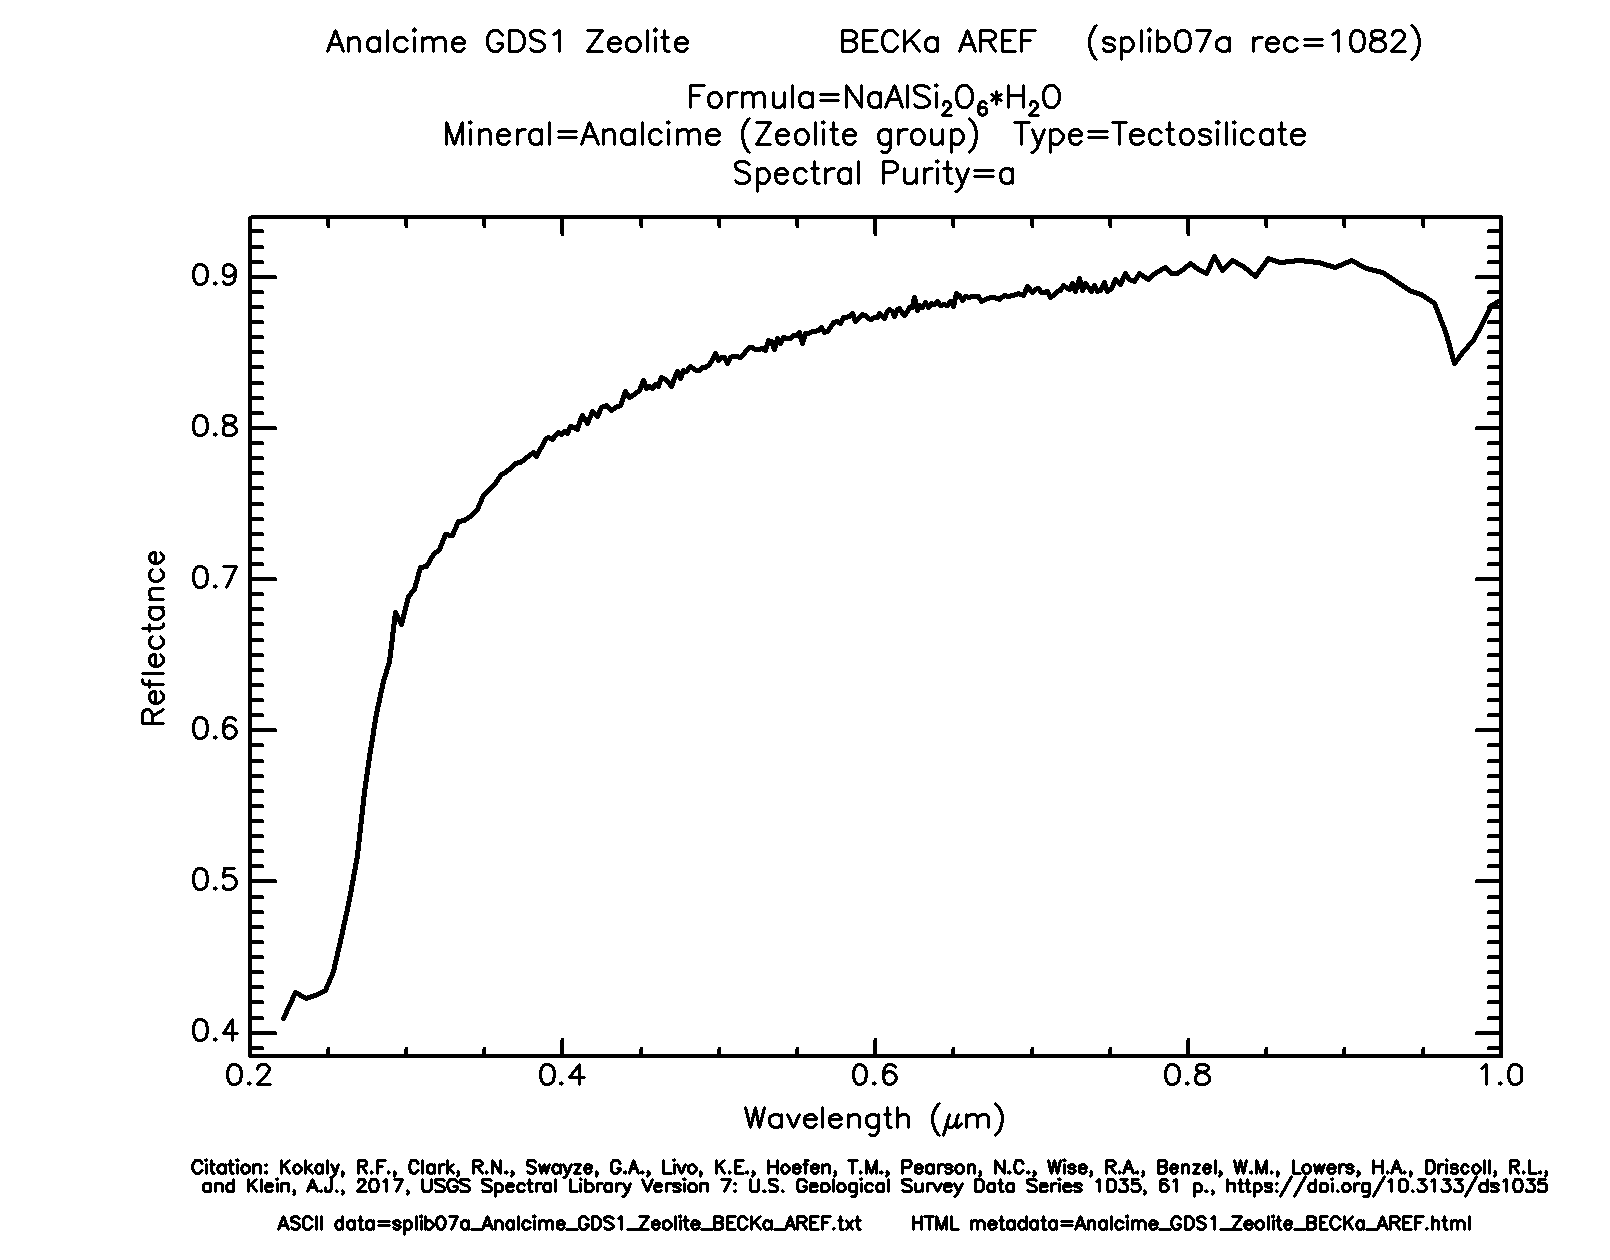 Analcime GDS1 Zeolite BECKa AREF (splib07a rec=1082)
Formula=NaAlSi2O6*H2O
Mineral=Analcime (Zeolite group) Type=Tectosilicate
Spectral Purity=a
0.9
0.8
0.7
0.6
0.5
0.4
Reflectance
0.2 0.4 0.6 0.8 1.0
Wavelength (μm)
Citation: Kokaly, R.F., Clark, R.N., Swayze, G.A., Livo, K.E., Hoefen, T.M., Pearson, N.C., Wise, R.A., Benzel, W.M., Lowers, H.A., Driscoll, R.L.,
and Klein, A.J., 2017, USGS Spectral Library Version 7: U.S. Geological Survey Data Series 1035, 61 p., https://doi.org/10.3133/ds1035
ASCII data=splib07a_Analcime_GDS1_Zeolite_BECKa_AREF.txt HTML metadata=Analcime_GDS1_Zeolite_BECKa_AREF.html